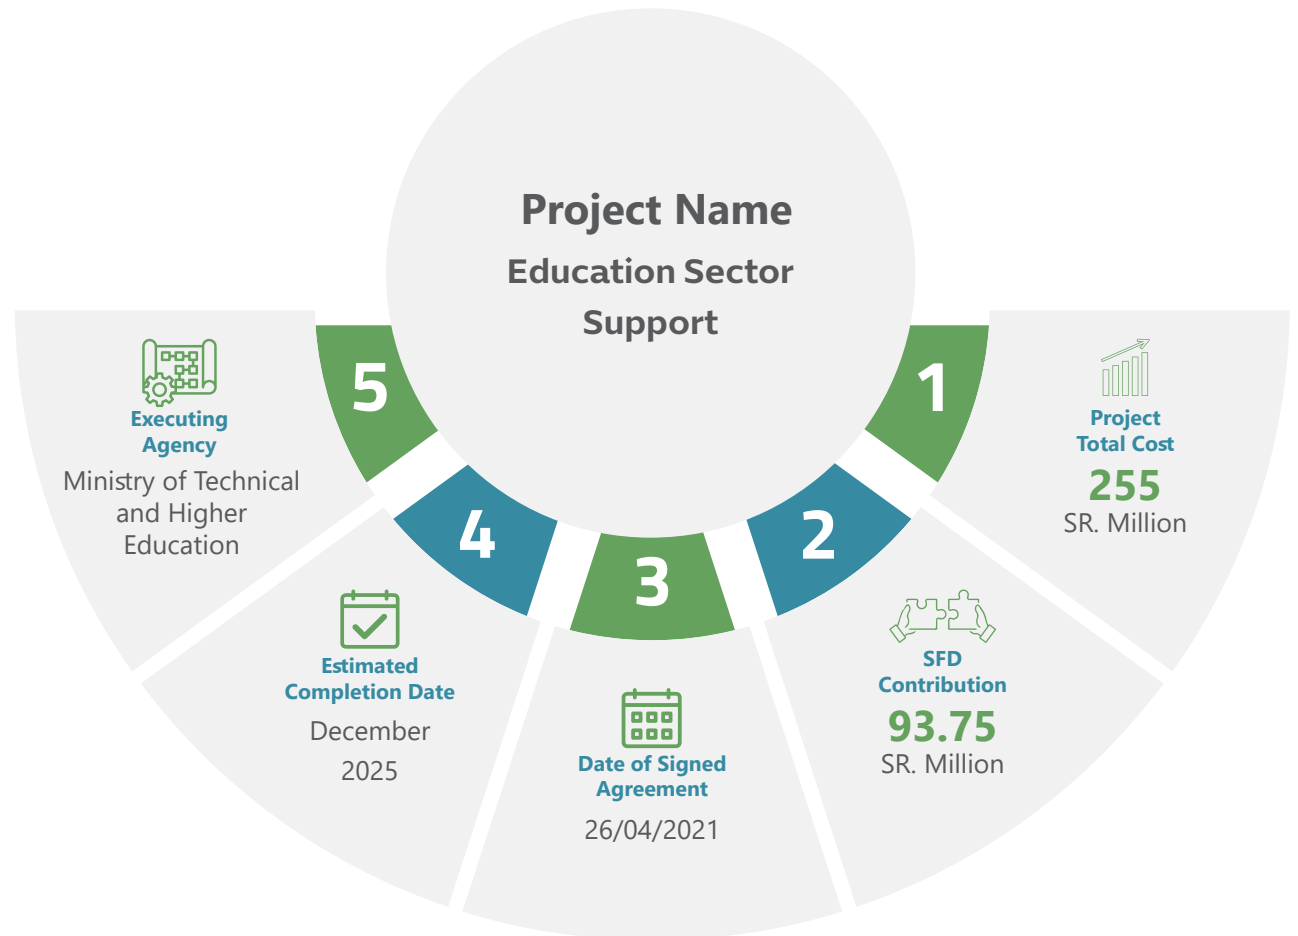 Project Name
Education Sector
Support
1
Project
Total Cost
255
SR. Million
2
SFD
Contribution
93.75
SR. Million
3
Date of Signed
Agreement
26/04/2021
4
Estimated
Completion Date
December
2025
5
Executing
Agency
Ministry of Technical
and Higher
Education